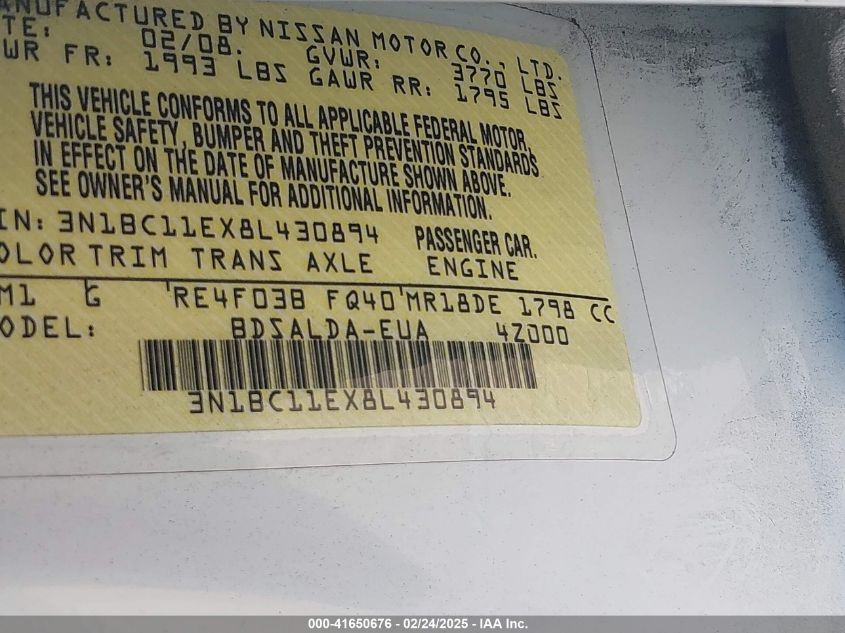 ANUFACTURED BY NISSAN MOTOR CO., LTD.
TE: 02/08. GVWR: 3770 LBS
WR FR: 1993 LBS GAWR RR: 1795 LBS
THIS VEHICLE CONFORMS TO ALL APPLICABLE FEDERAL MOTOR
VEHICLE SAFETY, BUMPER AND THEFT PREVENTION STANDARDS
IN EFFECT ON THE DATE OF MANUFACTURE SHOWN ABOVE.
SEE OWNER'S MANUAL FOR ADDITIONAL INFORMATION.
IN: 3N1BC11EX8L430894 PASSENGER CAR.
OLOR TRIM TRANS AXLE ENGINE
M1 G RE4F03B FQ40 MR18DE 1798 CC
ODEL: BDSALDA-EUA 4Z000
3N1BC11EX8L430894
000-41650676 - 02/24/2025 - IAA Inc.